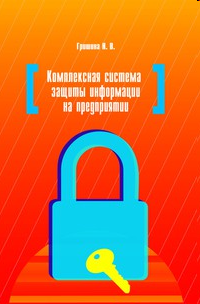 Гришина Н. В.
Комплексная система
защиты информации
на предприятии